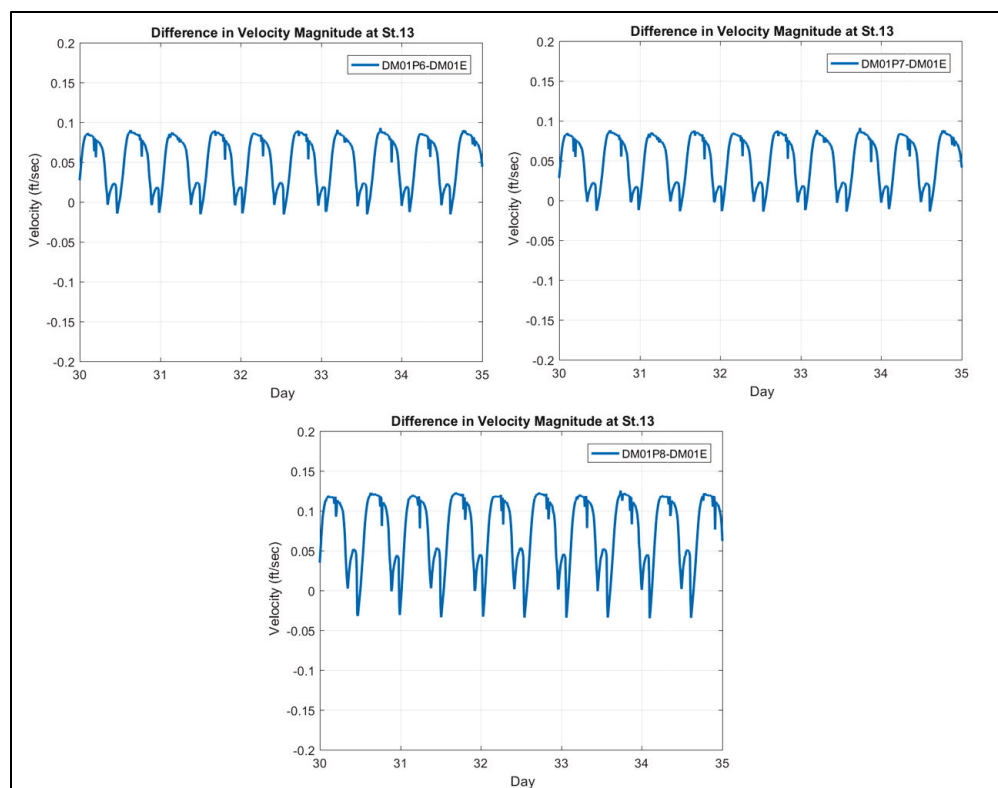 Difference in Velocity Magnitude at St.13
DM01P6-DM01E
0.2
0.15
0.1
0.05
0
-0.05
-0.1
-0.15
-0.2
Velocity (ft/sec)
30 31 32 33 34 35
Day
Difference in Velocity Magnitude at St.13
DM01P7-DM01E
0.2
0.15
0.1
0.05
0
-0.05
-0.1
-0.15
-0.2
Velocity (ft/sec)
30 31 32 33 34 35
Day
Difference in Velocity Magnitude at St.13
DM01P8-DM01E
0.2
0.15
0.1
0.05
0
-0.05
-0.1
-0.15
-0.2
Velocity (ft/sec)
30 31 32 33 34 35
Day